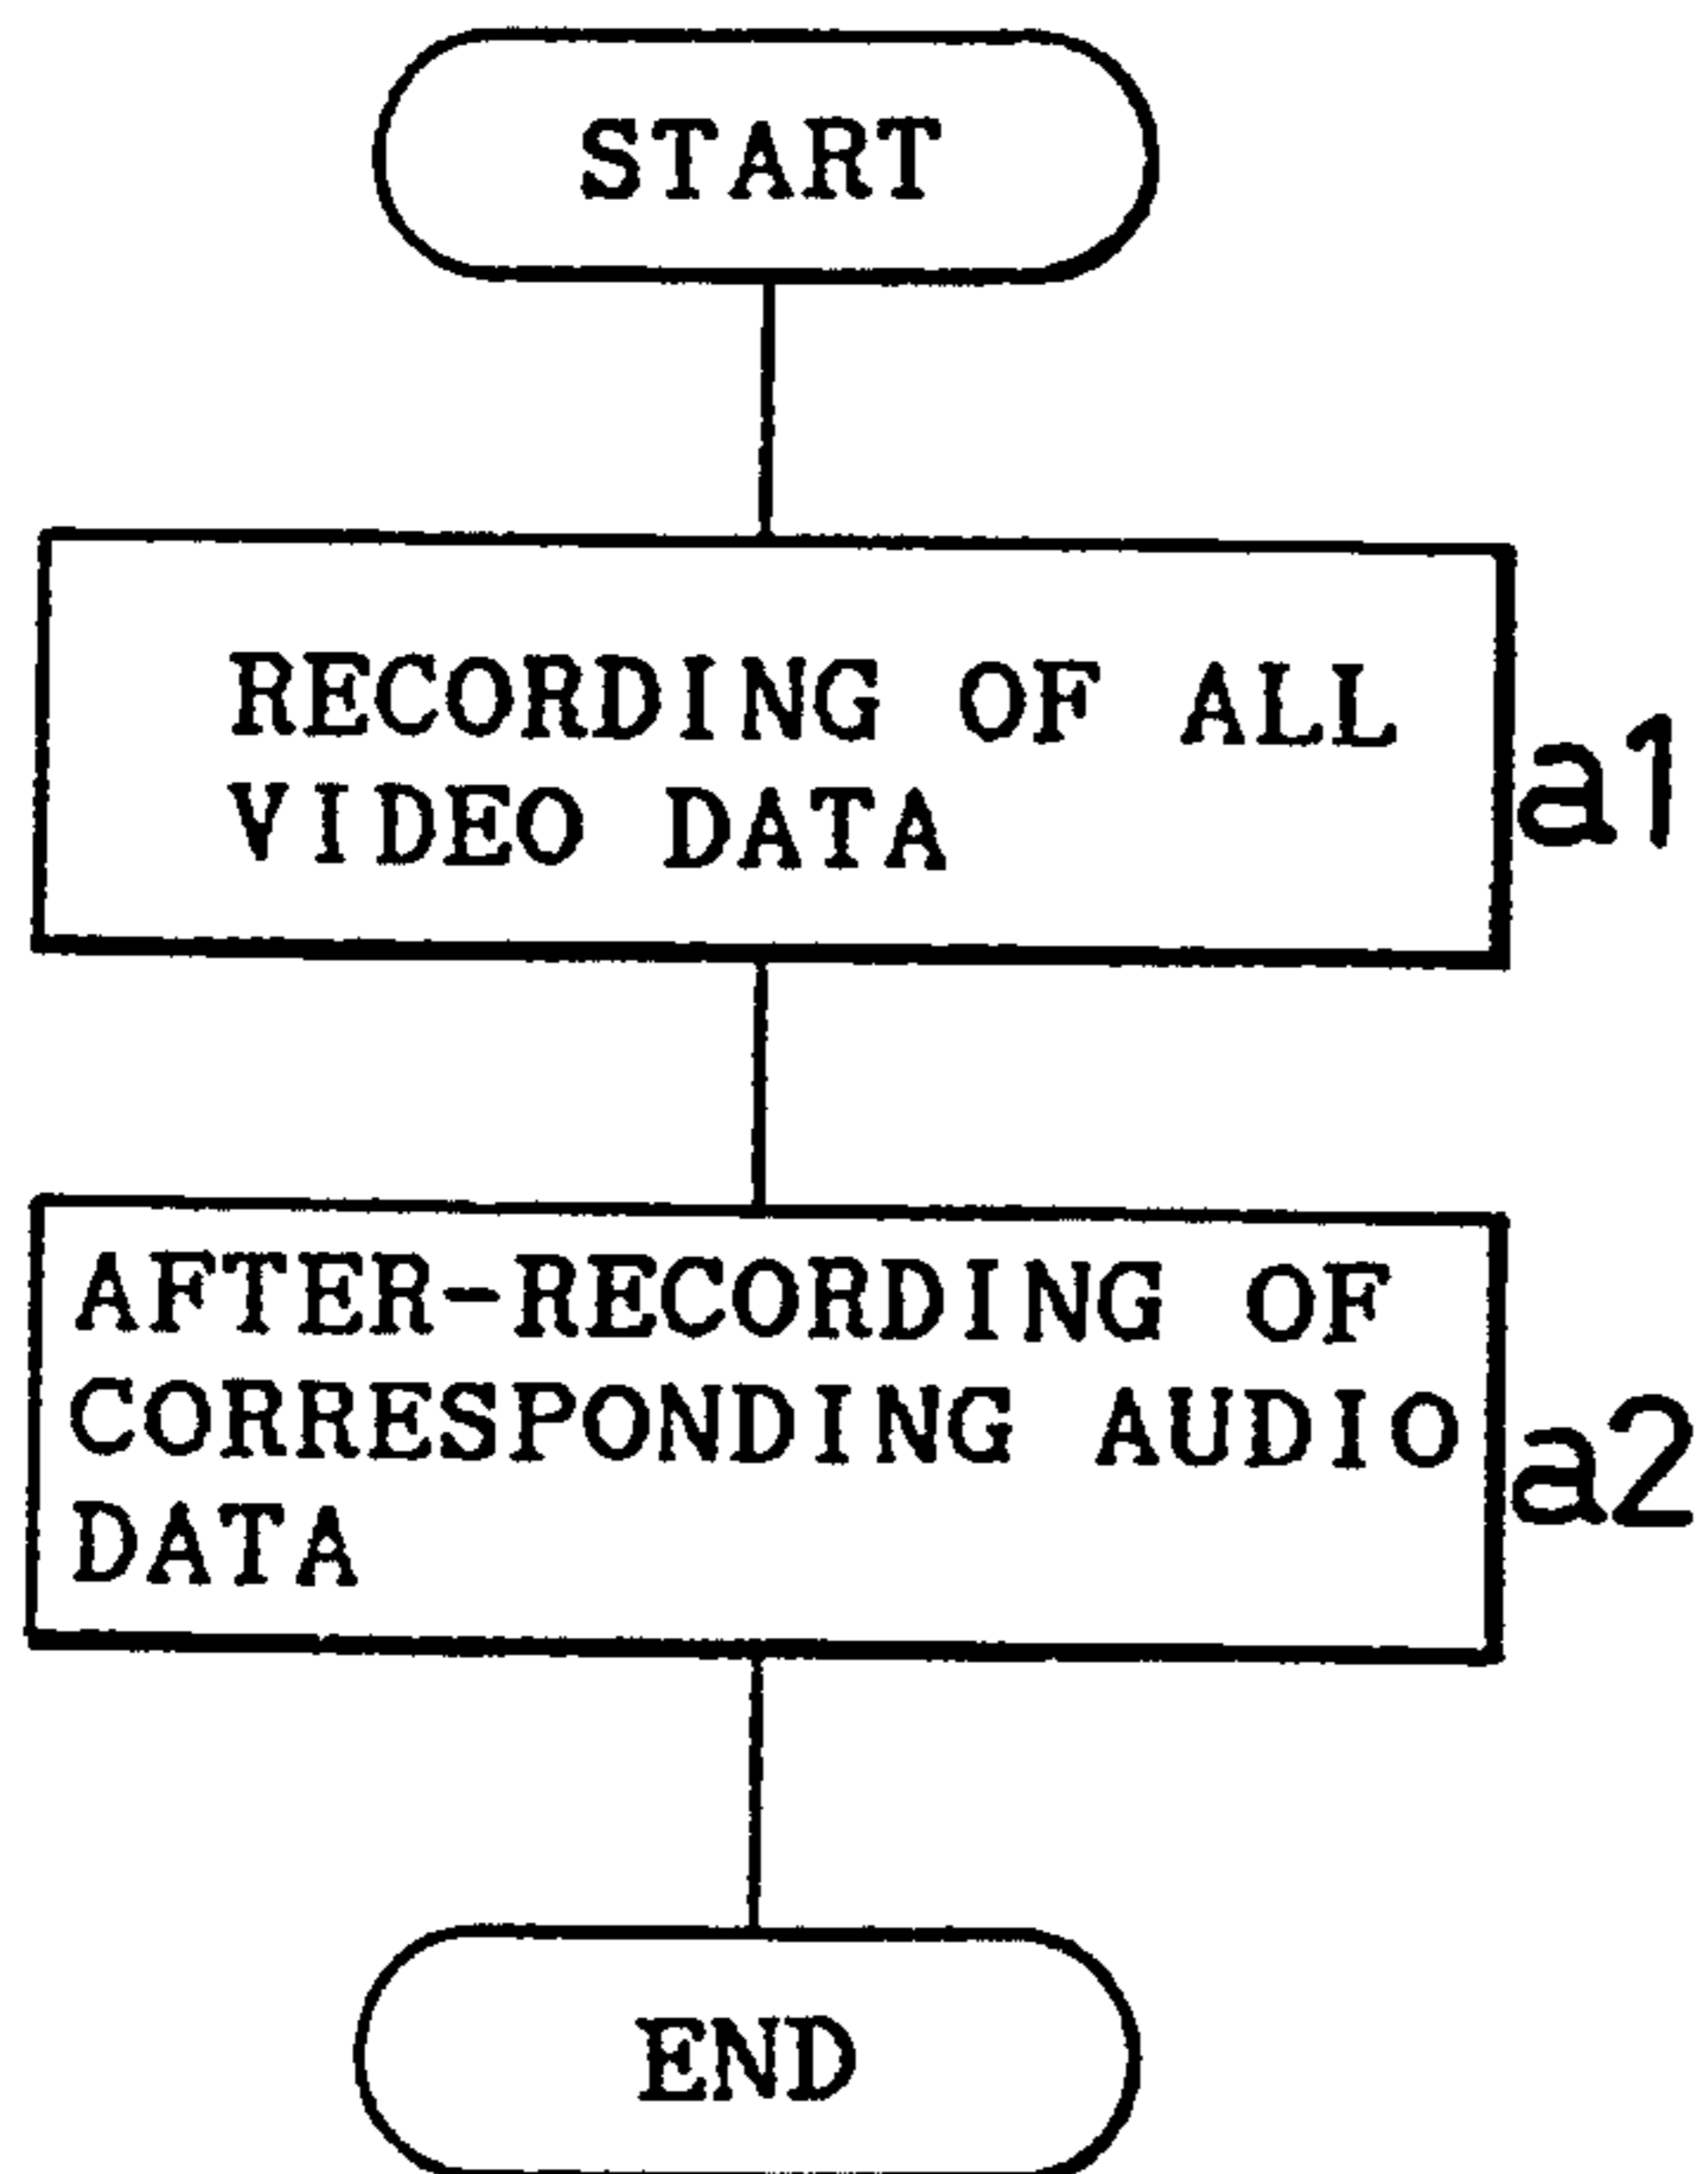 START
RECORDING OF ALL
VIDEO DATA
a1
AFTER-RECORDING OF
CORRESPONDING AUDIO
DATA
a2
END